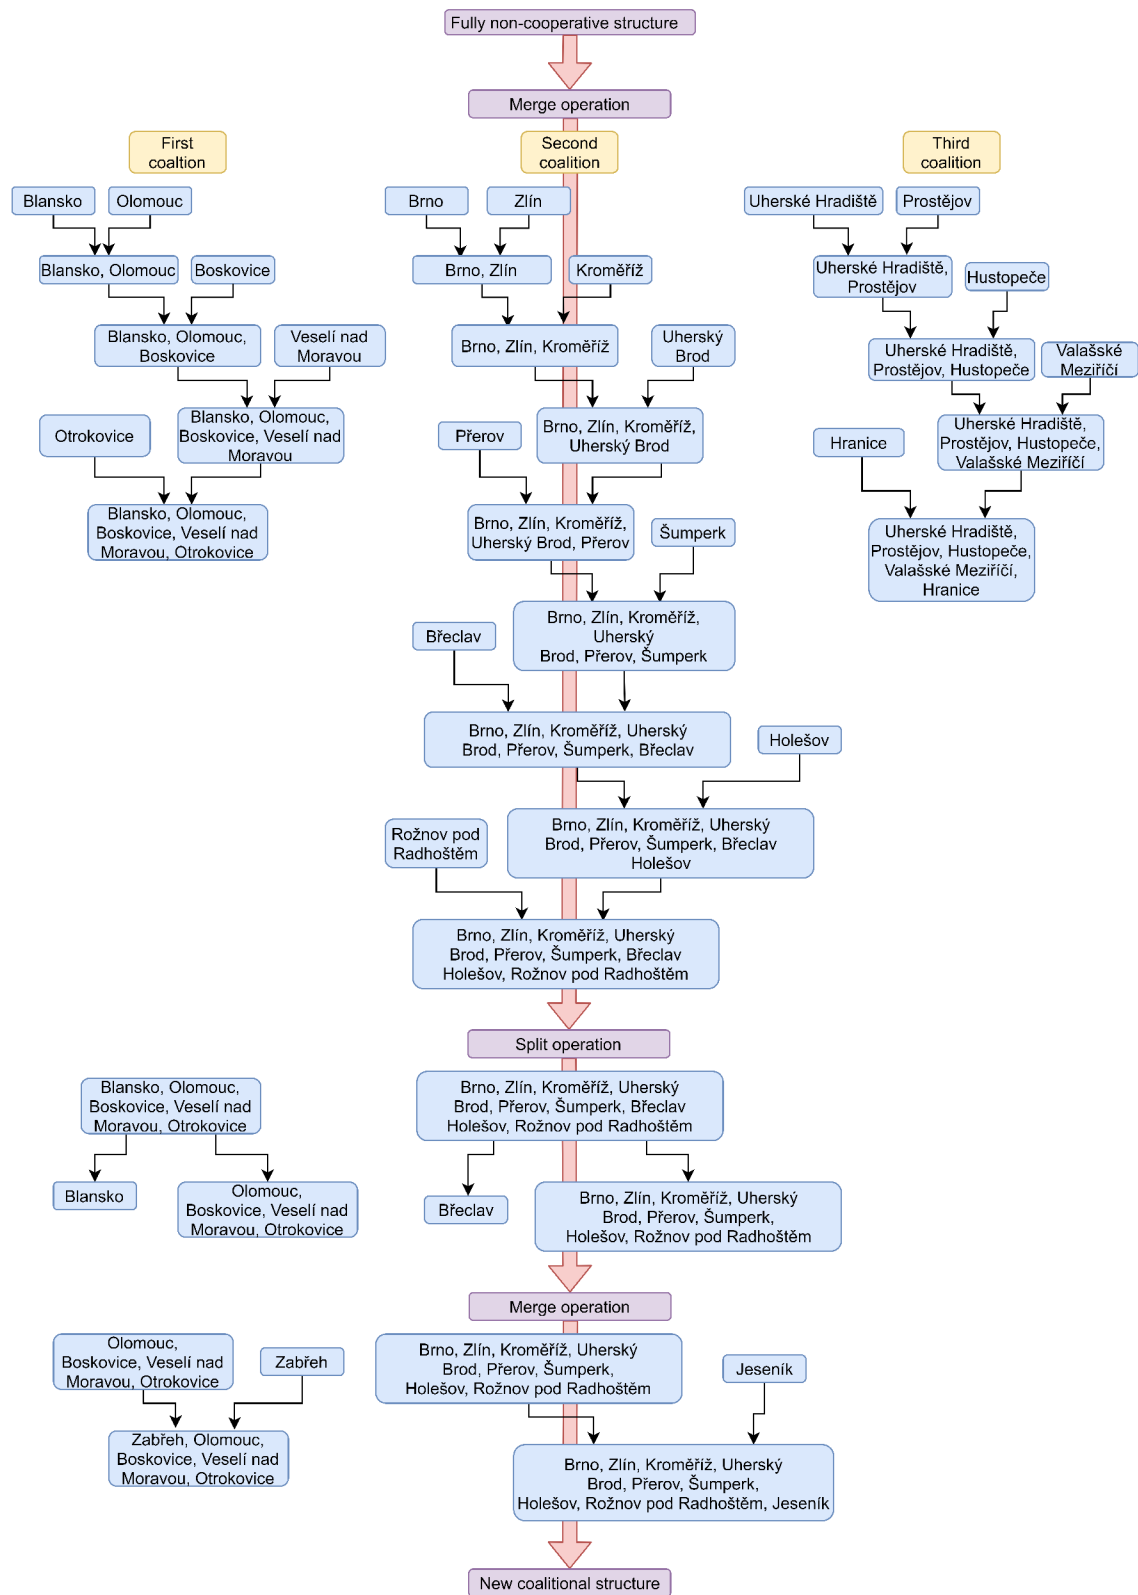 Fully non-cooperative structure
Merge operation
First
coaltion
Second
coalition
Third
coalition
Blansko
Olomouc
Brno
Zlín
Uherské Hradiště
Prostějov
Blansko, Olomouc
Boskovice
Brno, Zlín
Kroměříž
Uherské Hradiště,
Prostějov
Hustopeče
Blansko, Olomouc,
Boskovice
Veselí nad
Moravou
Brno, Zlín, Kroměříž
Uherský
Brod
Uherské Hradiště,
Prostějov, Hustopeče
Valašské
Meziříčí
Otrokovice
Blansko, Olomouc,
Boskovice, Veselí nad
Moravou
Přerov
Brno, Zlín, Kroměříž,
Uherský Brod
Hranice
Uherské Hradiště,
Prostějov, Hustopeče,
Valašské Meziříčí
Blansko, Olomouc,
Boskovice, Veselí nad
Moravou, Otrokovice
Brno, Zlín, Kroměříž,
Uherský Brod, Přerov
Šumperk
Uherské Hradiště,
Prostějov, Hustopeče,
Valašské Meziříčí,
Hranice
Břeclav
Brno, Zlín, Kroměříž,
Uherský
Brod, Přerov, Šumperk
Brno, Zlín, Kroměříž, Uherský
Brod, Přerov, Šumperk, Břeclav
Holešov
Rožnov pod
Radhoštěm
Brno, Zlín, Kroměříž, Uherský
Brod, Přerov, Šumperk, Břeclav
Holešov
Brno, Zlín, Kroměříž, Uherský
Brod, Přerov, Šumperk, Břeclav
Holešov, Rožnov pod Radhoštěm
Split operation
Blansko, Olomouc,
Boskovice, Veselí nad
Moravou, Otrokovice
Brno, Zlín, Kroměříž, Uherský
Brod, Přerov, Šumperk, Břeclav
Holešov, Rožnov pod Radhoštěm
Blansko
Olomouc,
Boskovice, Veselí nad
Moravou, Otrokovice
Břeclav
Brno, Zlín, Kroměříž, Uherský
Brod, Přerov, Šumperk,
Holešov, Rožnov pod Radhoštěm
Merge operation
Olomouc,
Boskovice, Veselí nad
Moravou, Otrokovice
Zabřeh
Brno, Zlín, Kroměříž, Uherský
Brod, Přerov, Šumperk,
Holešov, Rožnov pod Radhoštěm
Jeseník
Zabřeh, Olomouc,
Boskovice, Veselí nad
Moravou, Otrokovice
Brno, Zlín, Kroměříž, Uherský
Brod, Přerov, Šumperk,
Holešov, Rožnov pod Radhoštěm, Jeseník
New coalitional structure